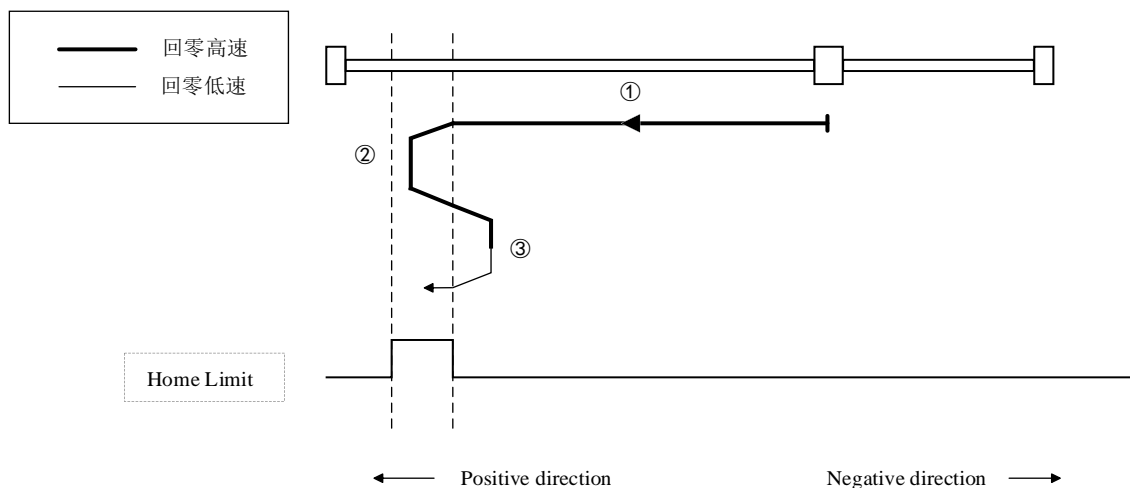 回零高速
回零低速
①
②
③
Home Limit
Positive direction
Negative direction